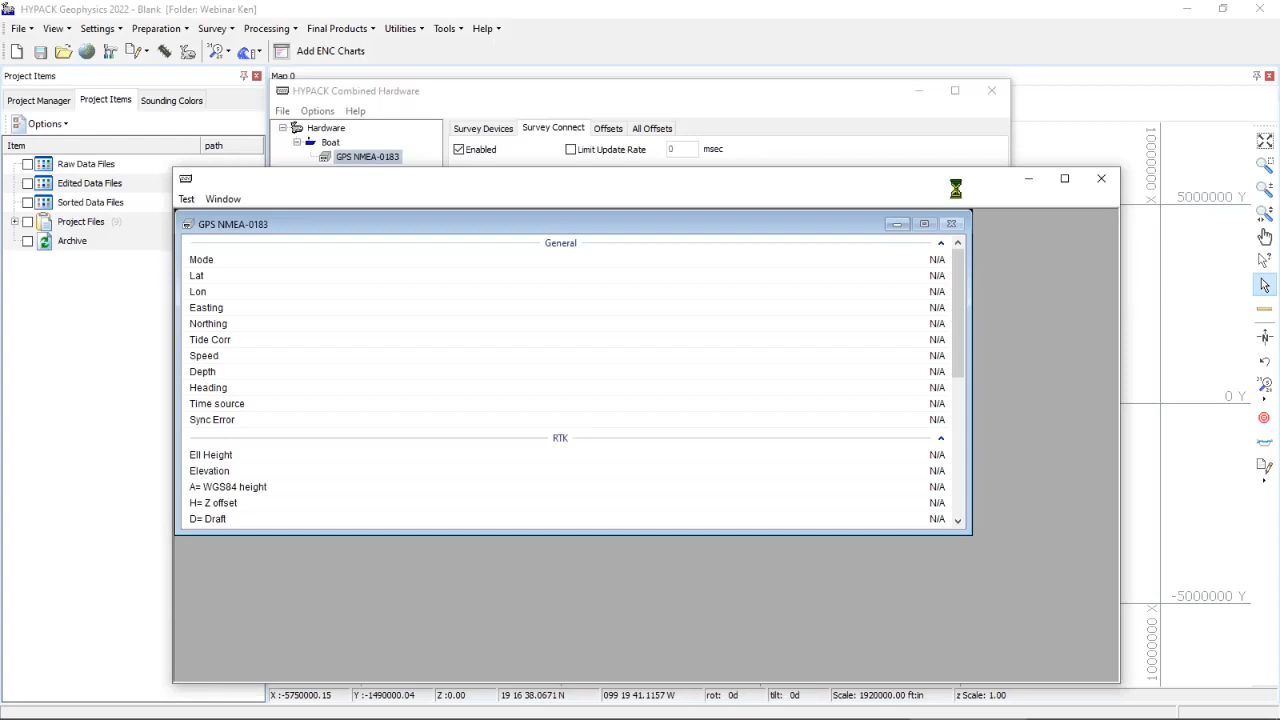 HYPACK Geophysics 2022 - Blank [Folder: Webinar Ken]
File View Settings Preparation Survey Processing Final Products Utilities Tools Help
Add ENC Charts
Project Items
Map 0
Project Manager Project Items Sounding Colors
Options
Item path
Raw Data Files
Edited Data Files
Sorted Data Files
Project Files (9)
Archive
HYPACK Combined Hardware
File Options Help
Hardware
Boat
GPS NMEA-0183
Survey Devices Survey Connect Offsets All Offsets
Enabled Limit Update Rate 0 msec
Test Window
GPS NMEA-0183
General
Mode N/A
Lat N/A
Lon N/A
Easting N/A
Northing N/A
Tide Corr N/A
Speed N/A
Depth N/A
Heading N/A
Time source N/A
Sync Error N/A
RTK
Ell Height N/A
Elevation N/A
A= WGS84 height N/A
H= Z offset N/A
D= Draft N/A
10000000 X
5000000 Y
0 Y
-5000000 Y
10000000 X
X :-5750000.15 Y :-1490000.04 Z :0.00 19 16 38.0671 N 099 19 41.1157 W rot: 0d tilt: 0d Scale: 1920000.00 ft:in z Scale: 1.00